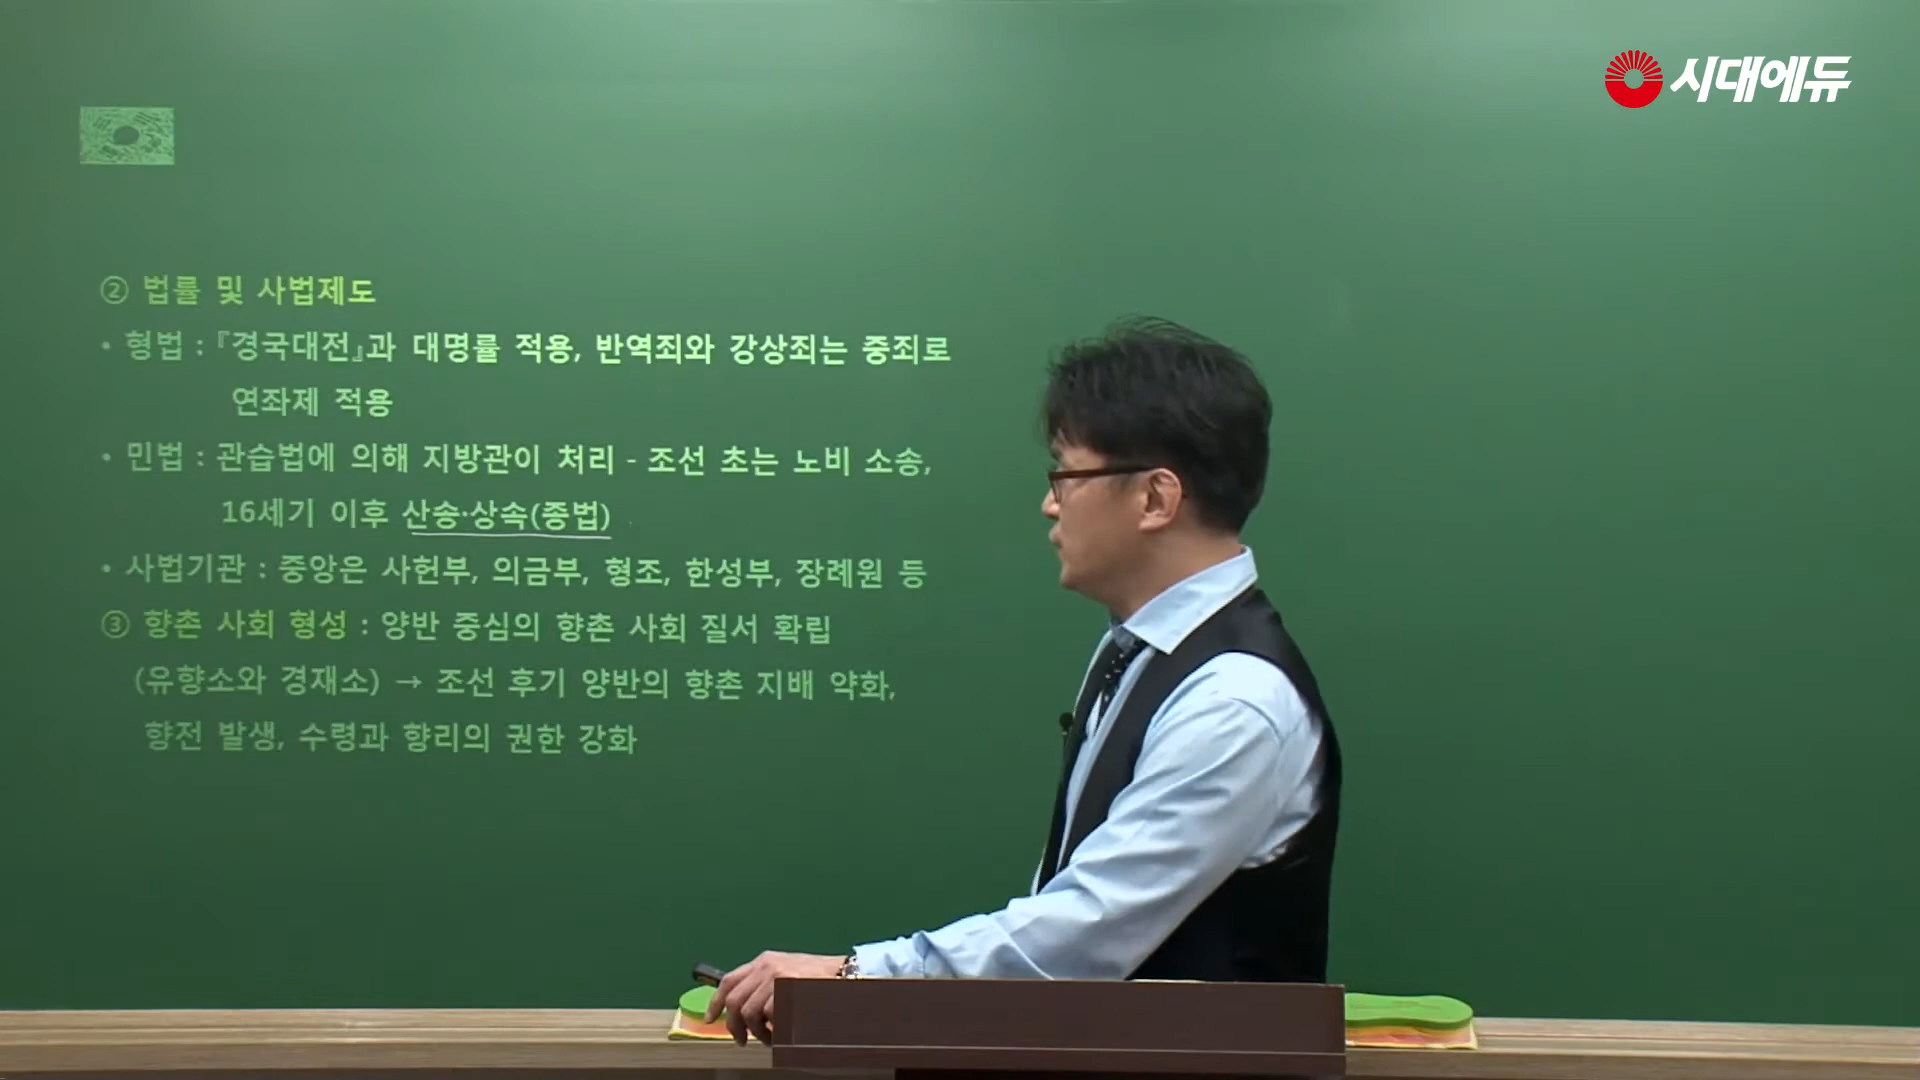 시대에듀
② 법률 및 사법제도
• 형법 : 『경국대전』과 대명률 적용, 반역죄와 강상죄는 중죄로
연좌제 적용
• 민법 : 관습법에 의해 지방관이 처리 - 조선 초는 노비 소송,
16세기 이후 산송·상속(종법)
• 사법기관 : 중앙은 사헌부, 의금부, 형조, 한성부, 장례원 등
③ 향촌 사회 형성 : 양반 중심의 향촌 사회 질서 확립
(유향소와 경재소) → 조선 후기 양반의 향촌 지배 약화,
향전 발생, 수령과 향리의 권한 강화